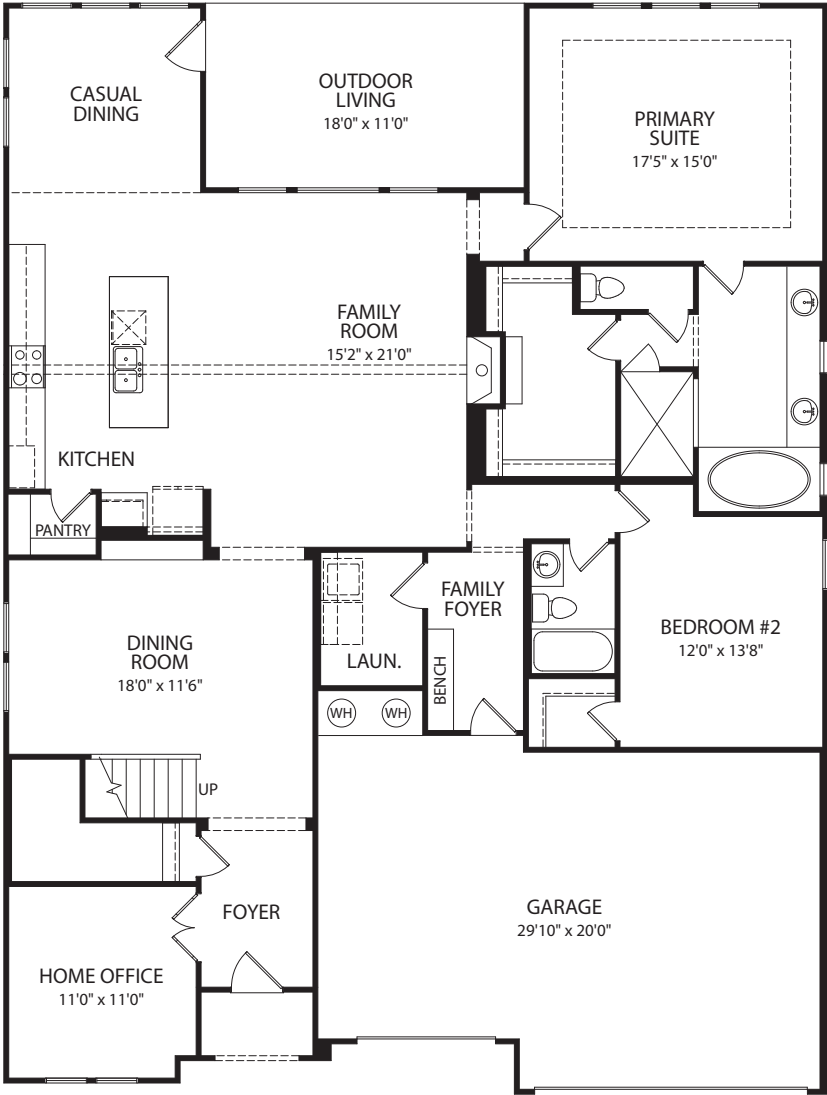 CASUAL
DINING
OUTDOOR
LIVING
18'0" x 11'0"
PRIMARY
SUITE
17'5" x 15'0"
FAMILY
ROOM
15'2" x 21'0"
KITCHEN
PANTRY
FAMILY
FOYER
DINING
ROOM
18'0" x 11'6"
LAUN.
BENCH
BEDROOM #2
12'0" x 13'8"
WH
WH
UP
FOYER
GARAGE
29'10" x 20'0"
HOME OFFICE
11'0" x 11'0"